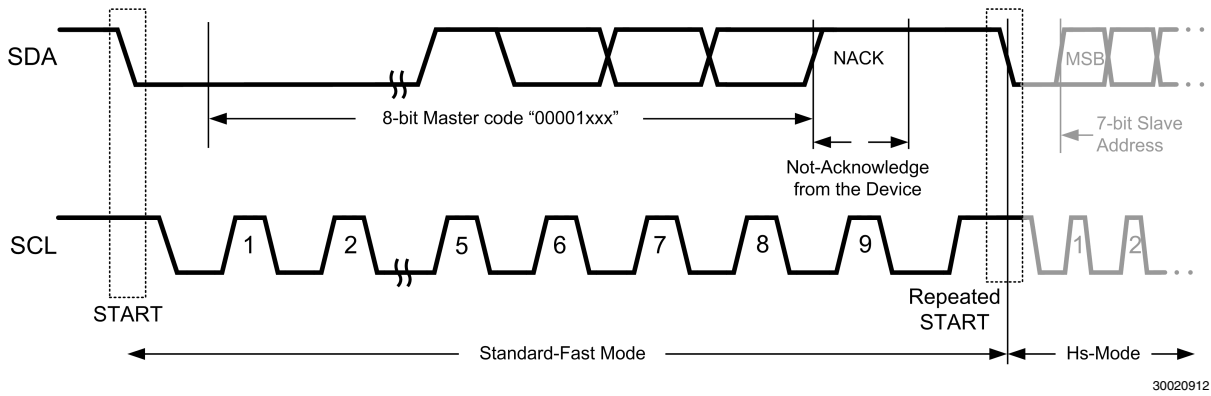 SDA
NACK
MSB
8-bit Master code “00001xxx”
7-bit Slave
Address
Not-Acknowledge
from the Device
SCL
1
2
5
6
7
8
9
1
2
START
Repeated
START
Standard-Fast Mode
Hs-Mode
30020912